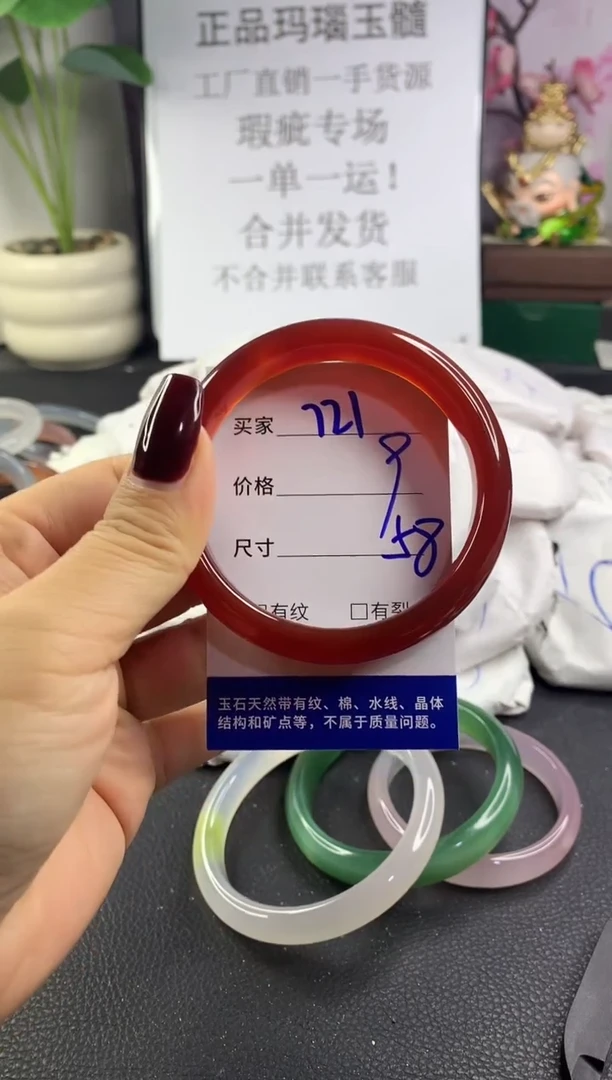 正品玛瑙玉髓
工厂直销一手货源
瑕疵专场
一单一运！
合并发货
不合并联系客服
买家 721
价格 9
尺寸 58
有纹 □有裂
玉石天然带有纹、棉、水线、晶体
结构和矿点等，不属于质量问题。